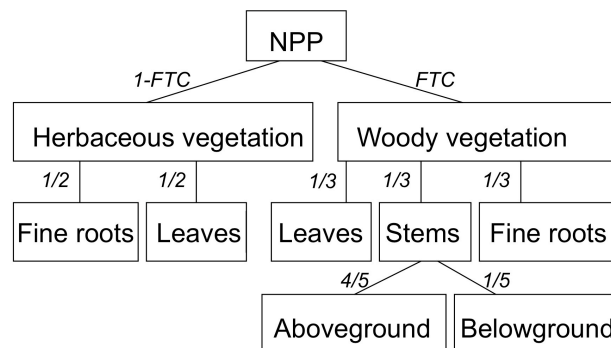 NPP
1-FTC
FTC
Herbaceous vegetation
Woody vegetation
1/2
1/2
1/3
1/3
1/3
Fine roots
Leaves
Leaves
Stems
Fine roots
4/5
1/5
Aboveground
Belowground